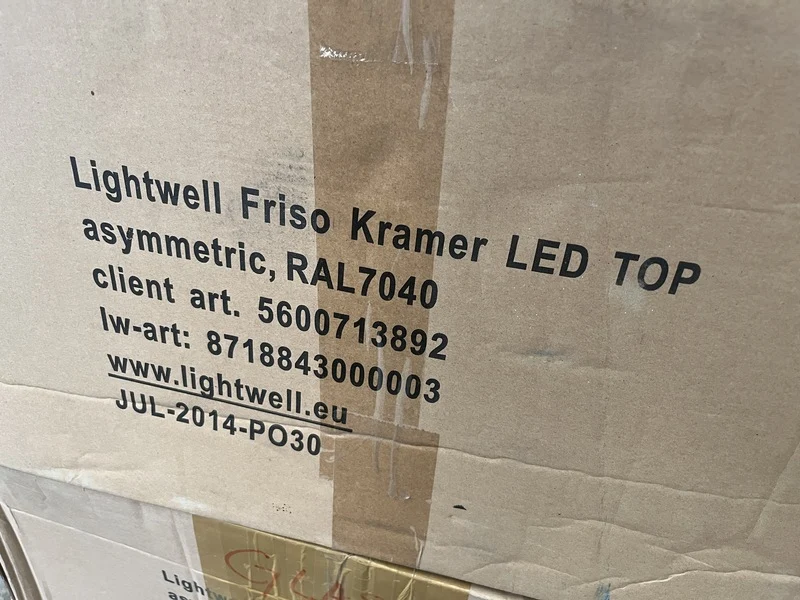 Lightwell Friso Kramer LED TOP
asymmetric, RAL7040
client art. 5600713892
lw-art: 8718843000003
www.lightwell.eu
JUL-2014-PO30